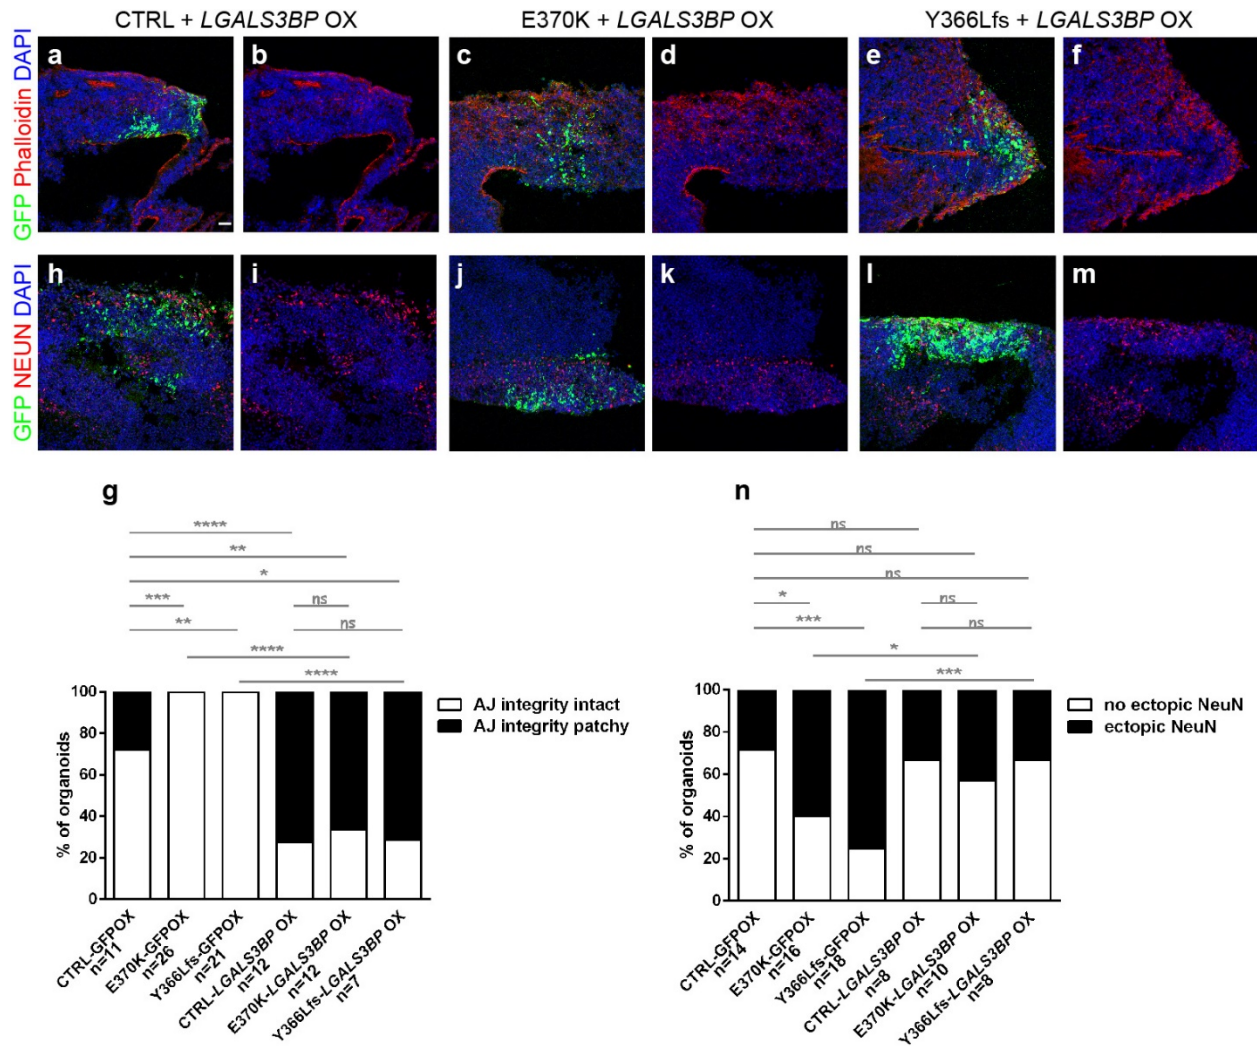 CTRL + LGALS3BP OX
E370K + LGALS3BP OX
Y366Lfs + LGALS3BP OX
GFP Phalloidin DAPI
a
b
c
d
e
f
GFP NEUN DAPI
h
i
j
k
l
m
g
****
**
*
***
ns
**
ns
****
****
100
80
60
40
20
0
% of organoids
AJ integrity intact
AJ integrity patchy
CTRL-GFPOX
n=11
E370K-GFPOX
n=26
Y366Lfs-GFPOX
n=21
CTRL-LGALS3BP OX
n=12
E370K-LGALS3BP OX
n=12
Y366Lfs-LGALS3BP OX
n=7
n
ns
ns
ns
*
ns
***
ns
*
***
100
80
60
40
20
0
% of organoids
no ectopic NeuN
ectopic NeuN
CTRL-GFPOX
n=14
E370K-GFPOX
n=16
Y366Lfs-GFPOX
n=18
CTRL-LGALS3BP OX
n=8
E370K-LGALS3BP OX
n=10
Y366Lfs-LGALS3BP OX
n=8